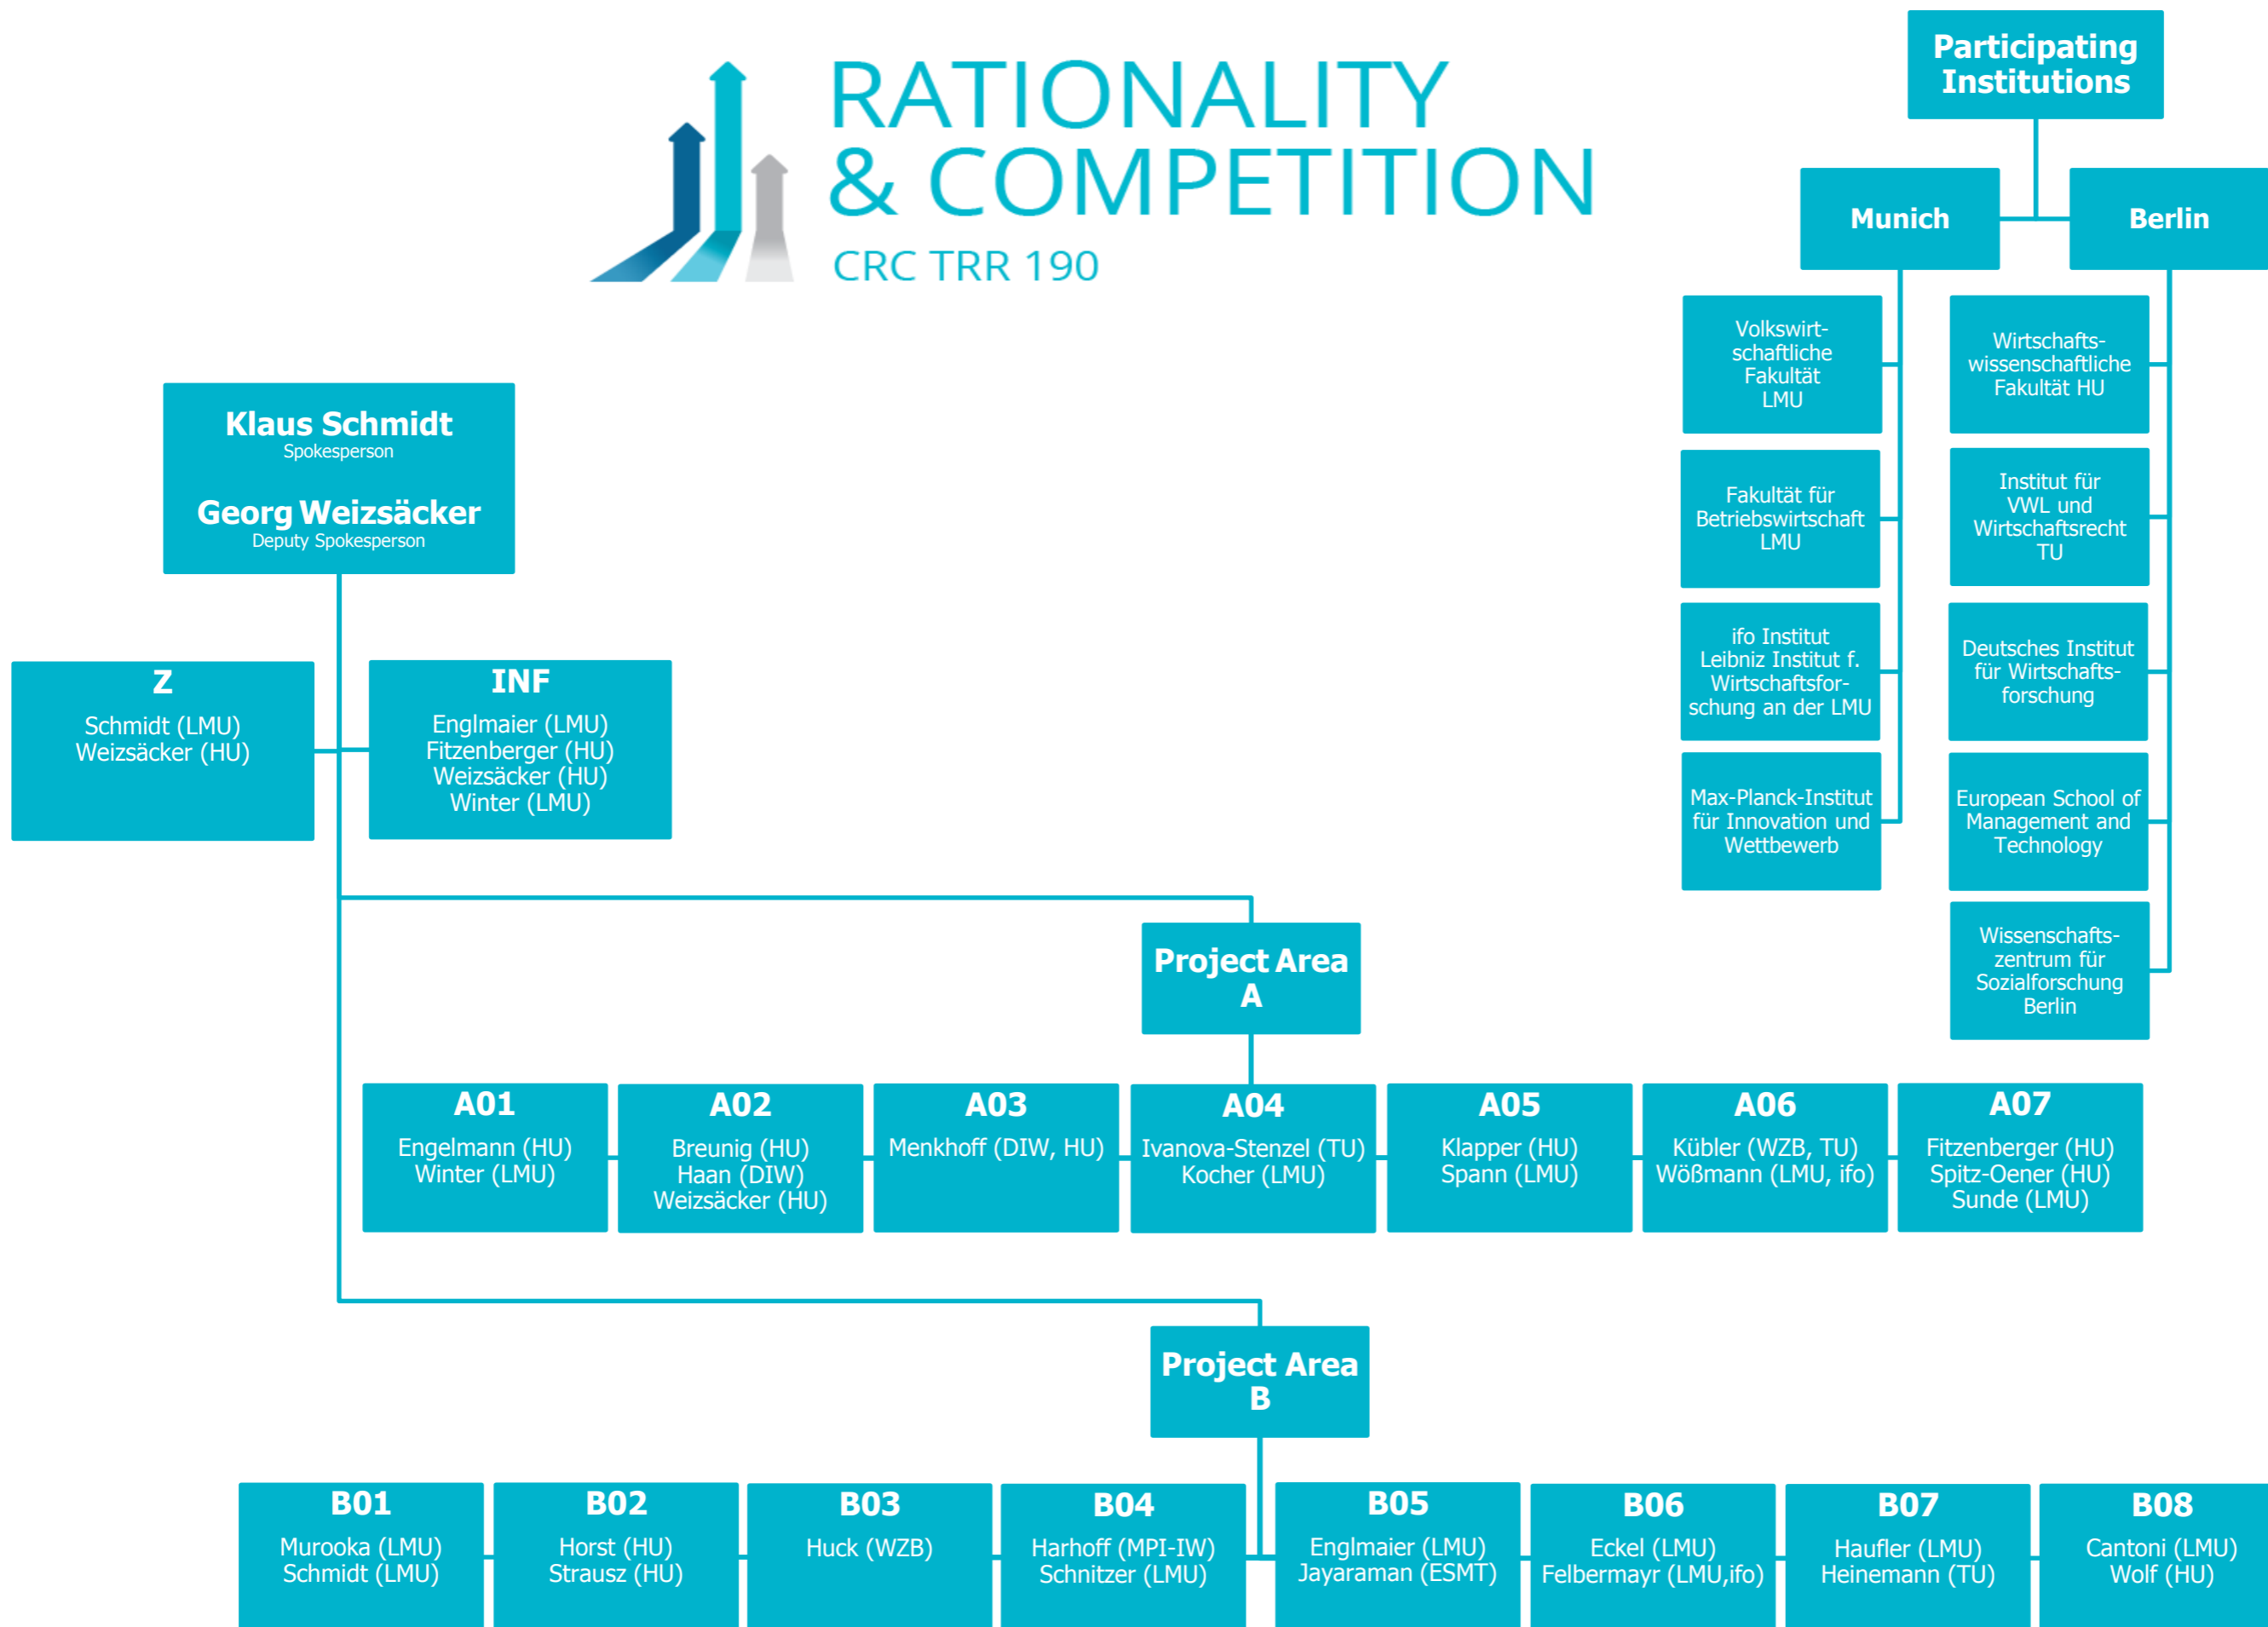 RATIONALITY
& COMPETITION
CRC TRR 190
Participating
Institutions
Munich
Berlin
Volkswirt-
schaftliche
Fakultät
LMU
Fakultät für
Betriebswirtschaft
LMU
ifo Institut
Leibniz Institut f.
Wirtschaftsfor-
schung an der LMU
Max-Planck-Institut
für Innovation und
Wettbewerb
Wirtschafts-
wissenschaftliche
Fakultät HU
Institut für
VWL und
Wirtschaftsrecht
TU
Deutsches Institut
für Wirtschafts-
forschung
European School of
Management and
Technology
Wissenschafts-
zentrum für
Sozialforschung
Berlin
Klaus Schmidt
Spokesperson
Georg Weizsäcker
Deputy Spokesperson
Z
Schmidt (LMU)
Weizsäcker (HU)
INF
Englmaier (LMU)
Fitzenberger (HU)
Weizsäcker (HU)
Winter (LMU)
Project Area
A
A01
Engelmann (HU)
Winter (LMU)
A02
Breunig (HU)
Haan (DIW)
Weizsäcker (HU)
A03
Menkhoff (DIW, HU)
A04
Ivanova-Stenzel (TU)
Kocher (LMU)
A05
Klapper (HU)
Spann (LMU)
A06
Kübler (WZB, TU)
Wößmann (LMU, ifo)
A07
Fitzenberger (HU)
Spitz-Oener (HU)
Sunde (LMU)
Project Area
B
B01
Murooka (LMU)
Schmidt (LMU)
B02
Horst (HU)
Strausz (HU)
B03
Huck (WZB)
B04
Harhoff (MPI-IW)
Schnitzer (LMU)
B05
Englmaier (LMU)
Jayaraman (ESMT)
B06
Eckel (LMU)
Felbermayr (LMU,ifo)
B07
Haufler (LMU)
Heinemann (TU)
B08
Cantoni (LMU)
Wolf (HU)